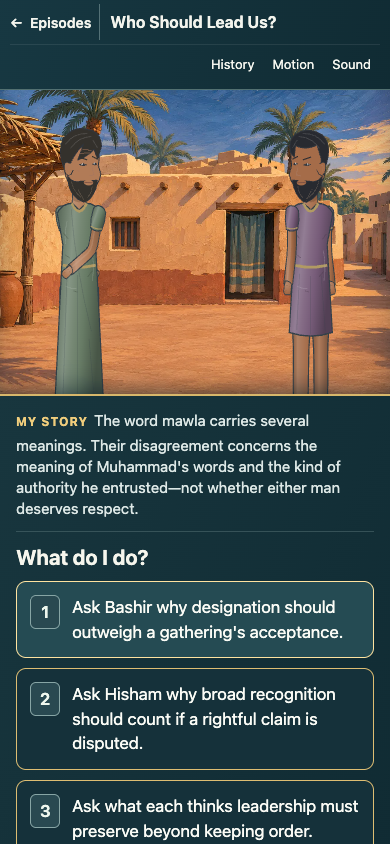 ← Episodes
Who Should Lead Us?
History Motion Sound
MY STORY The word mawla carries several
meanings. Their disagreement concerns the
meaning of Muhammad's words and the kind of
authority he entrusted—not whether either man
deserves respect.
What do I do?
1 Ask Bashir why designation should
outweigh a gathering's acceptance.
2 Ask Hisham why broad recognition
should count if a rightful claim is
disputed.
3 Ask what each thinks leadership must
preserve beyond keeping order.